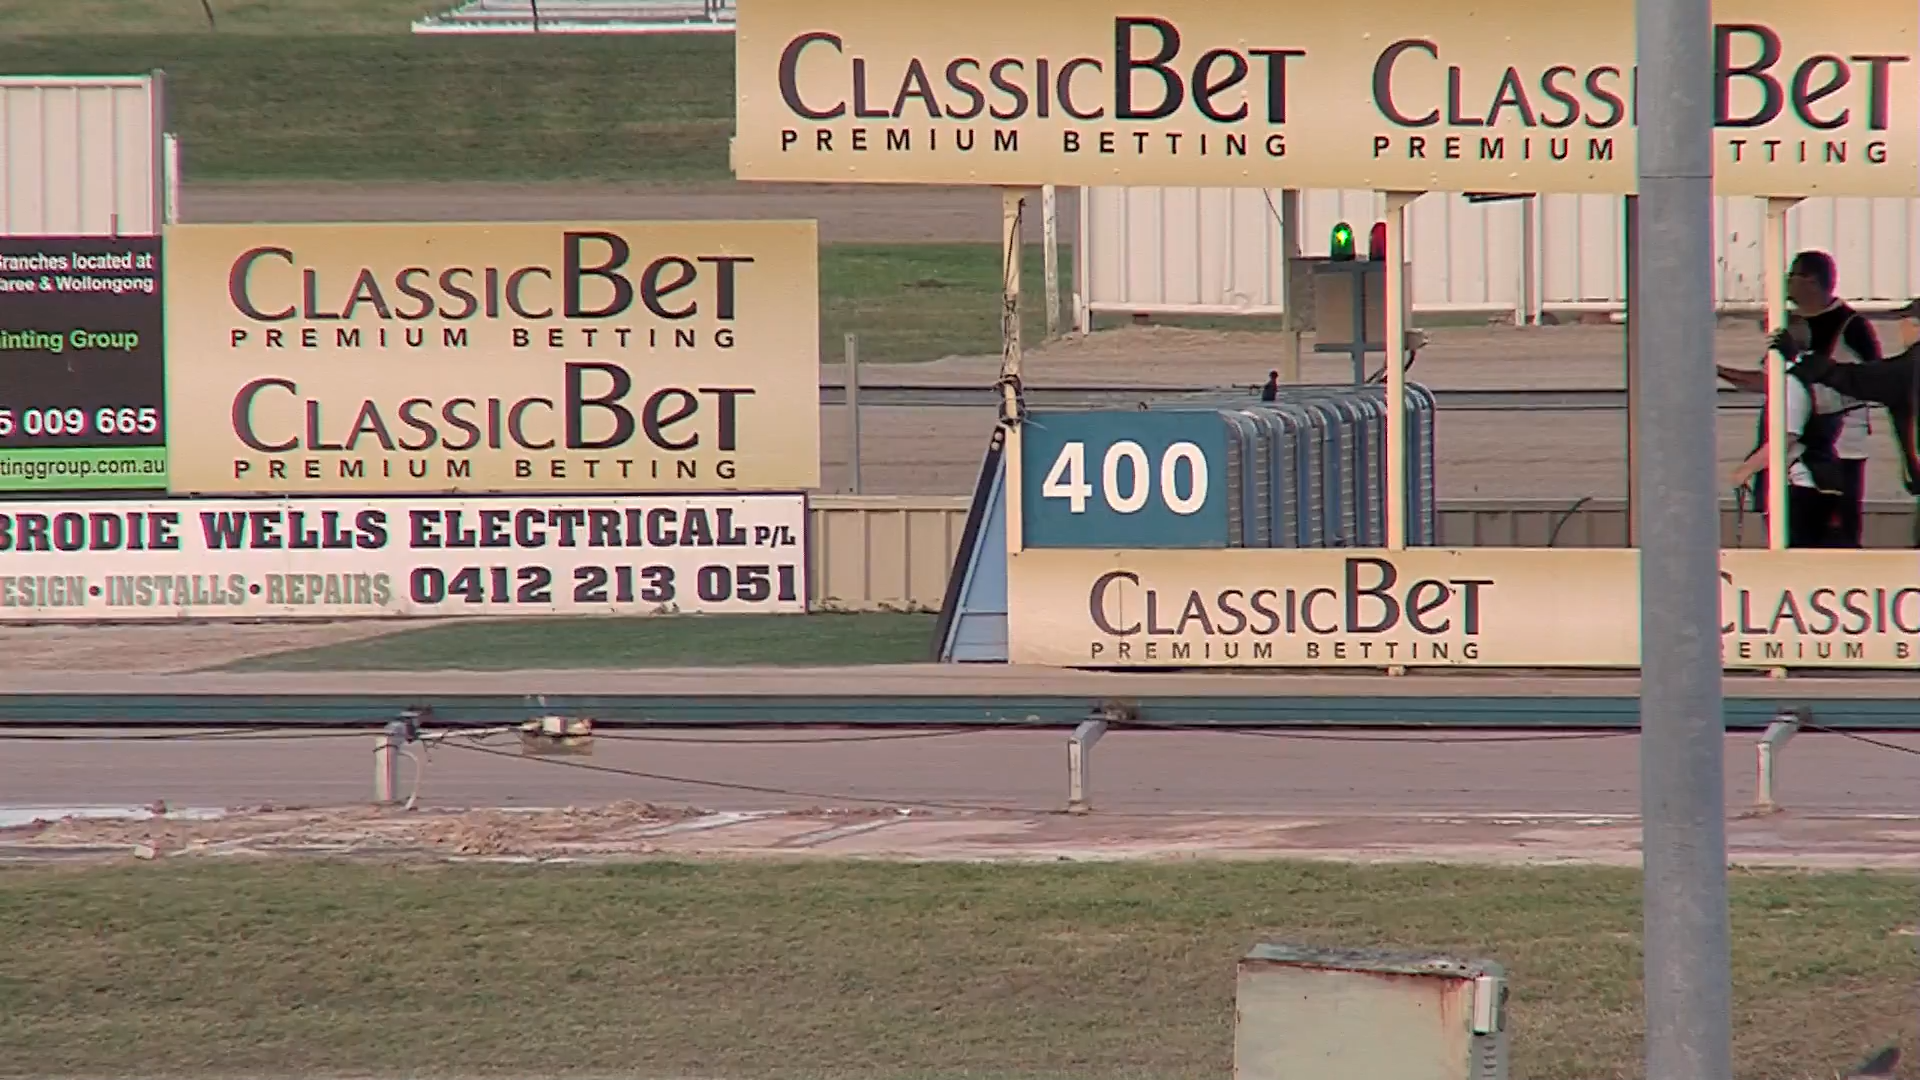 CLASSICBET CLASSICBET
PREMIUM BETTING PREMIUM TTING
Branches located at
aree & Wollongong
inting Group
5 009 665
tinggroup.com.au
CLASSICBET
PREMIUM BETTING
CLASSICBET
PREMIUM BETTING
BRODIE WELLS ELECTRICAL P/L
ESIGN • INSTALLS • REPAIRS 0412 213 051
400
CLASSICBET
PREMIUM BETTING
CLASSIC
EMIUM B